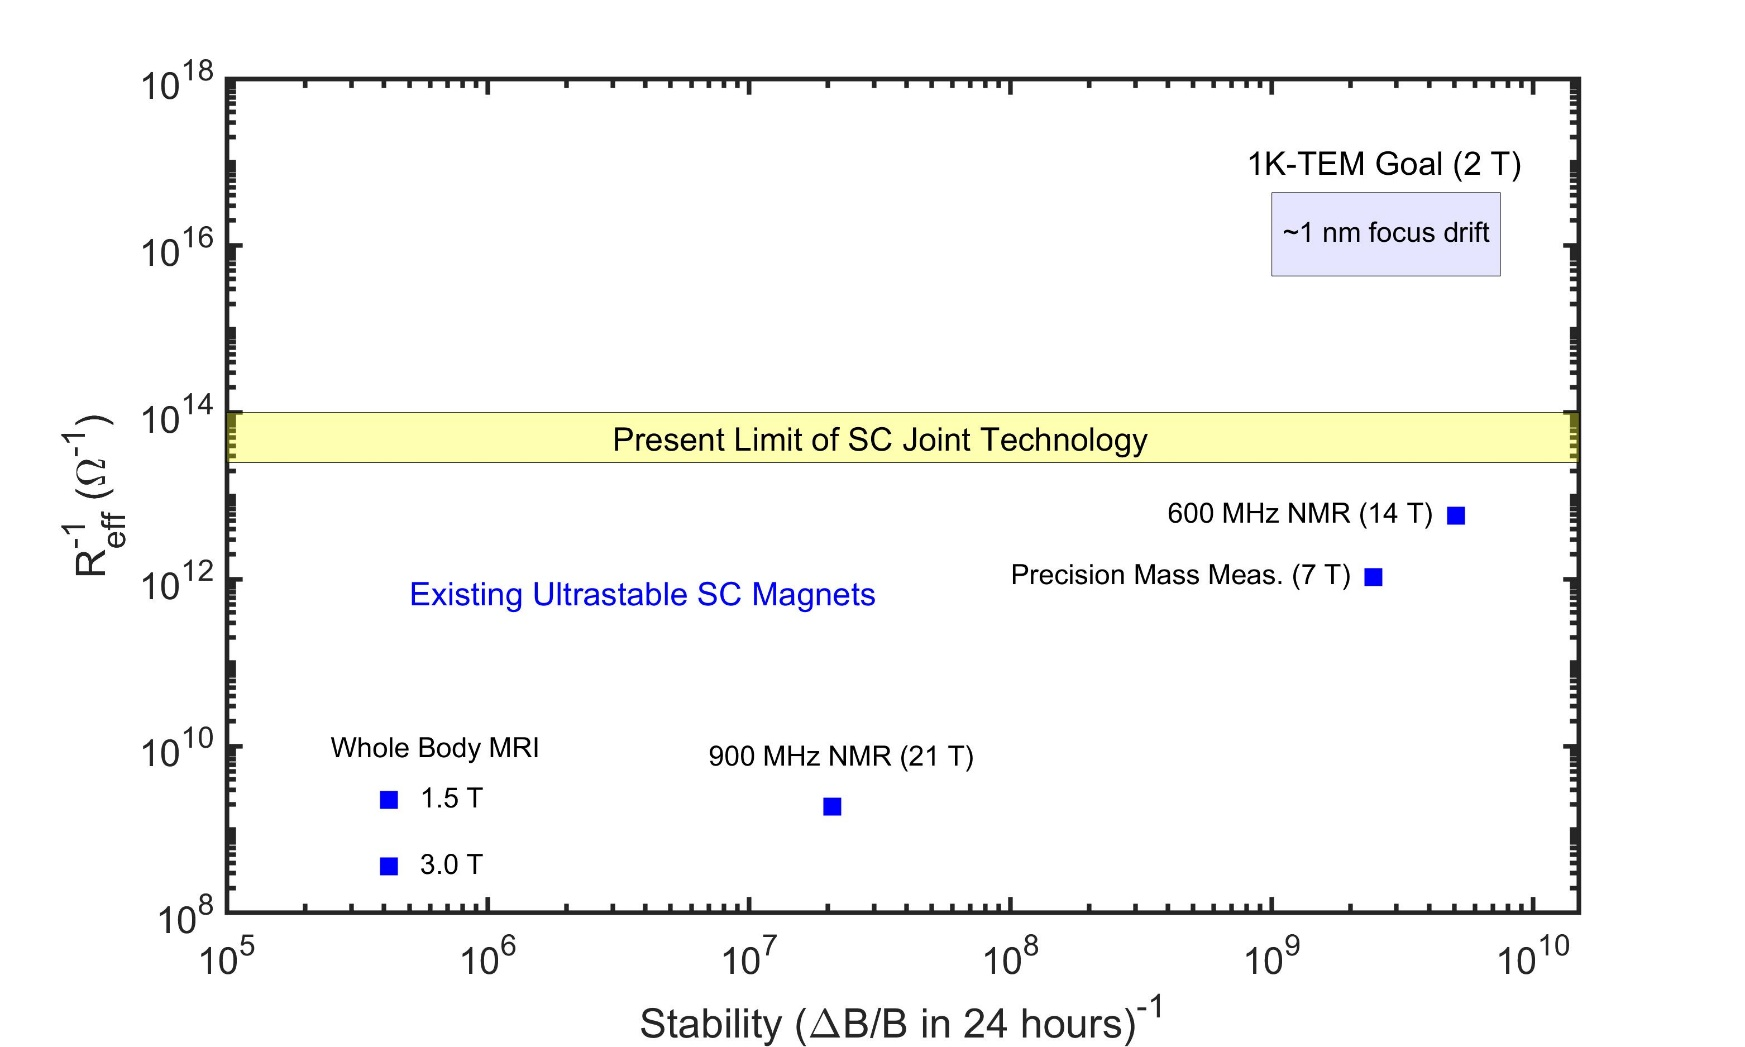 10^18
1K-TEM Goal (2 T)
~1 nm focus drift
10^16
10^14
Present Limit of SC Joint Technology
R_eff^-1 (Ω^-1)
600 MHz NMR (14 T)
10^12
Precision Mass Meas. (7 T)
Existing Ultrastable SC Magnets
10^10
Whole Body MRI
900 MHz NMR (21 T)
1.5 T
3.0 T
10^8
10^5 10^6 10^7 10^8 10^9 10^10
Stability (ΔB/B in 24 hours)^-1